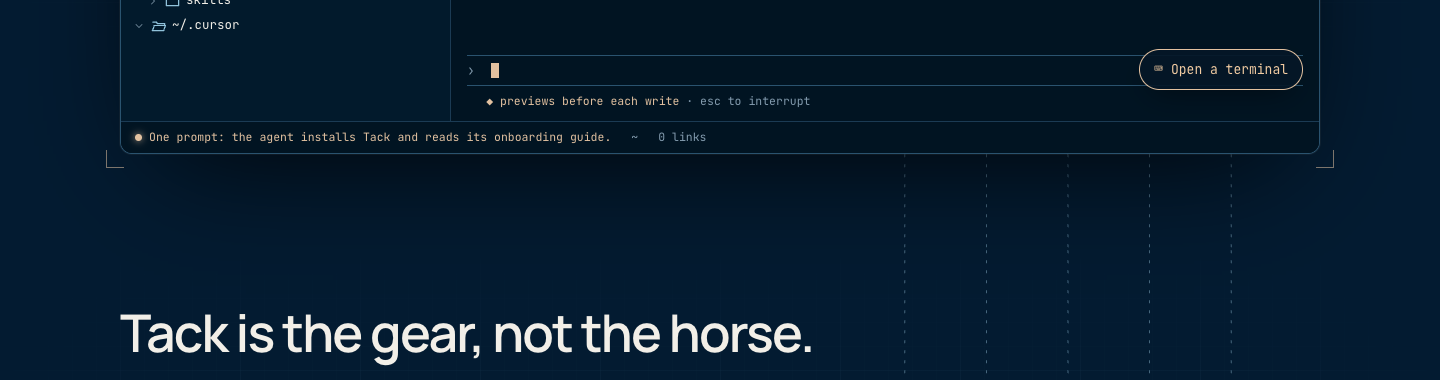 skills
~/.cursor
❯
Open a terminal
◆ previews before each write · esc to interrupt
One prompt: the agent installs Tack and reads its onboarding guide. ~ 0 links
Tack is the gear, not the horse.